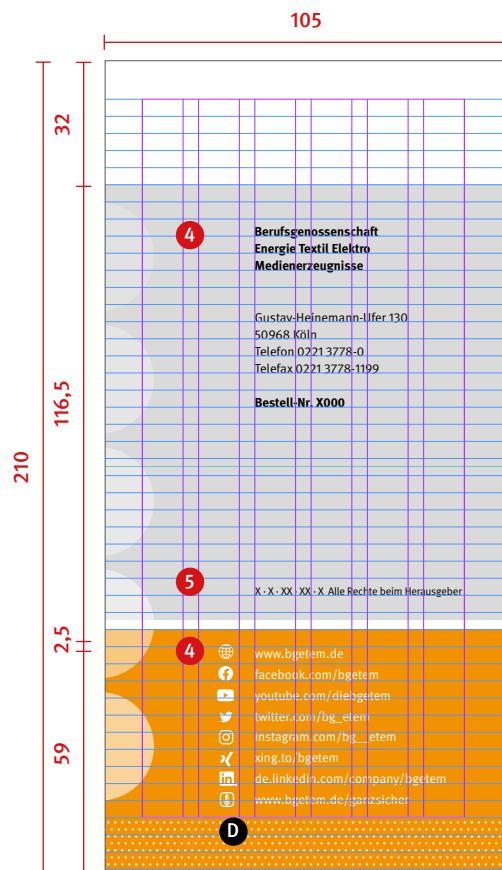 105
32
4
Berufsgenossenschaft
Energie Textil Elektro
Medienerzeugnisse
Gustav-Heinemann-Ufer 130
50968 Köln
Telefon 0221 3778-0
Telefax 0221 3778-1199
Bestell-Nr. X000
116,5
210
5
X · X · XX · XX · X Alle Rechte beim Herausgeber
2,5
4
www.bgetem.de
facebook.com/bgetem
youtube.com/diebgetem
twitter.com/bg_etem
instagram.com/bg__etem
xing.to/bgetem
in de.linkedin.com/company/bgetem
www.bgetem.de/ganzsicher
59
D